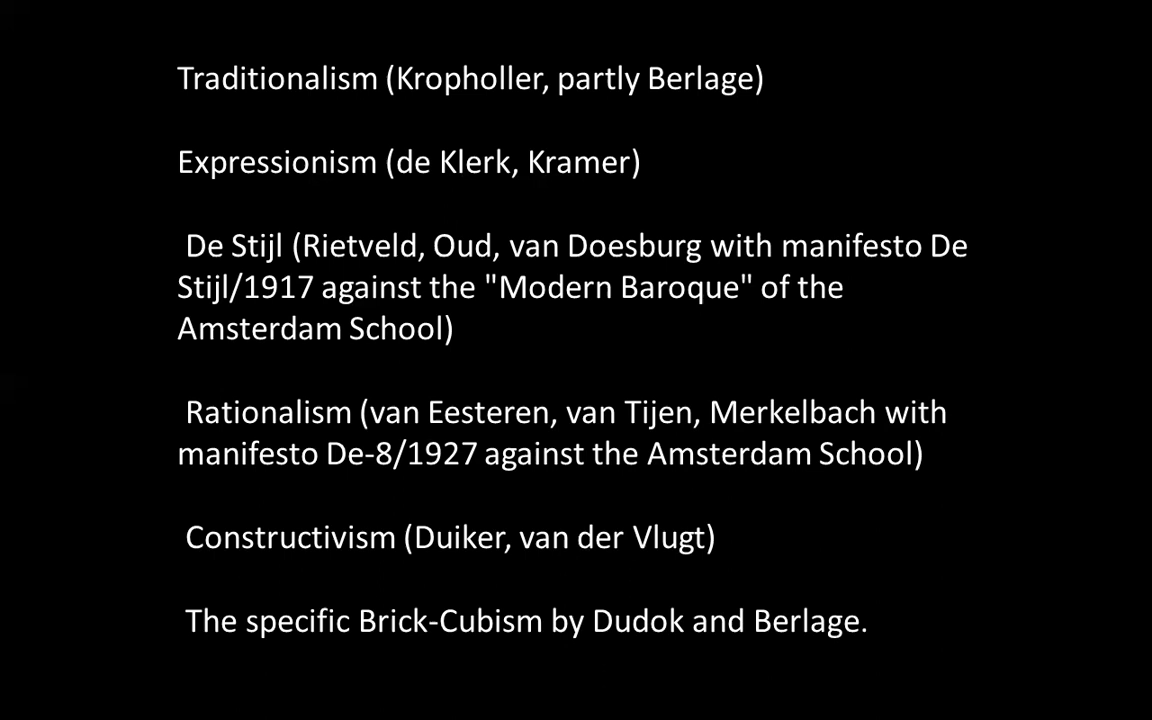 Traditionalism (Kropholler, partly Berlage)
Expressionism (de Klerk, Kramer)
De Stijl (Rietveld, Oud, van Doesburg with manifesto De
Stijl/1917 against the "Modern Baroque" of the
Amsterdam School)
Rationalism (van Eesteren, van Tijen, Merkelbach with
manifesto De-8/1927 against the Amsterdam School)
Constructivism (Duiker, van der Vlugt)
The specific Brick-Cubism by Dudok and Berlage.